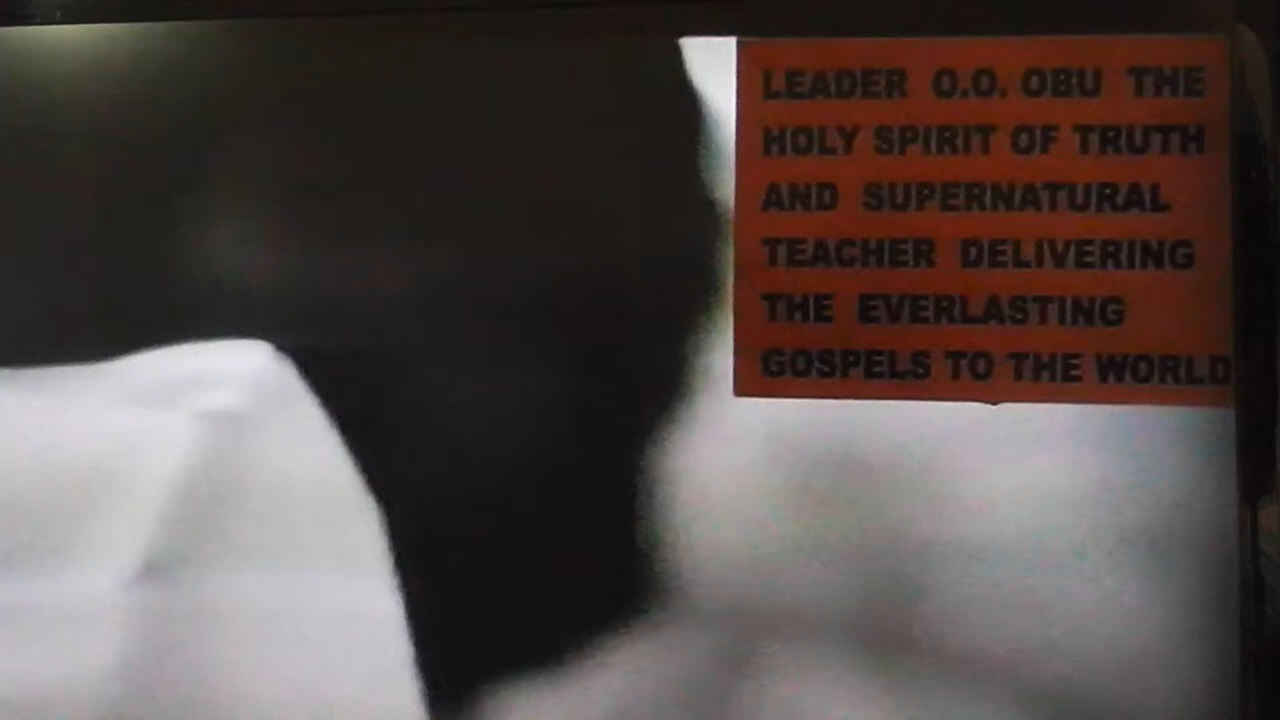 LEADER O.O. OBU THE
HOLY SPIRIT OF TRUTH
AND SUPERNATURAL
TEACHER DELIVERING
THE EVERLASTING
GOSPELS TO THE WORLD